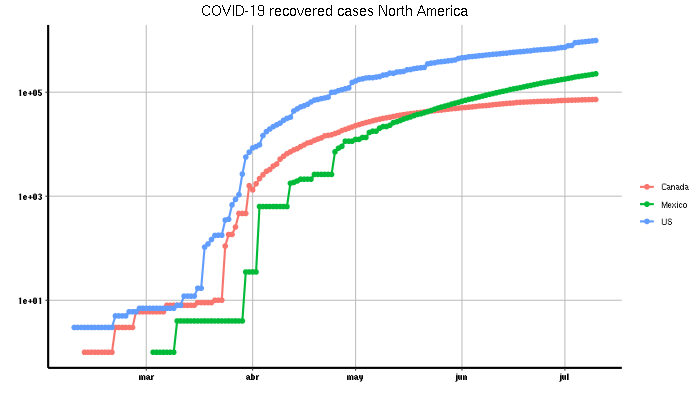 COVID-19 recovered cases North America
1e+05
1e+03
1e+01
mar
abr
may
jun
jul
Canada
Mexico
US